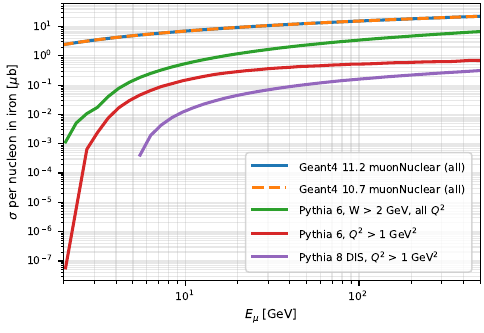 σ per nucleon in iron [μb]
10¹
10⁰
10⁻¹
10⁻²
10⁻³
10⁻⁴
10⁻⁵
10⁻⁶
10⁻⁷
Geant4 11.2 muonNuclear (all)
Geant4 10.7 muonNuclear (all)
Pythia 6, W > 2 GeV, all Q²
Pythia 6, Q² > 1 GeV²
Pythia 8 DIS, Q² > 1 GeV²
10¹ 10²
E_μ [GeV]